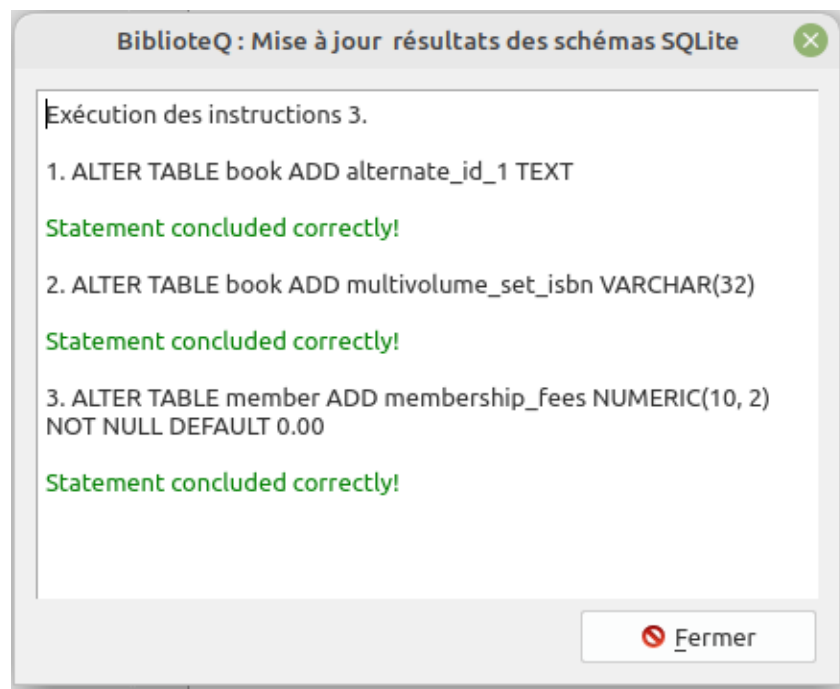 BiblioteQ : Mise à jour  résultats des schémas SQLite
Exécution des instructions 3.
1. ALTER TABLE book ADD alternate_id_1 TEXT
Statement concluded correctly!
2. ALTER TABLE book ADD multivolume_set_isbn VARCHAR(32)
Statement concluded correctly!
3. ALTER TABLE member ADD membership_fees NUMERIC(10, 2)
NOT NULL DEFAULT 0.00
Statement concluded correctly!
Fermer